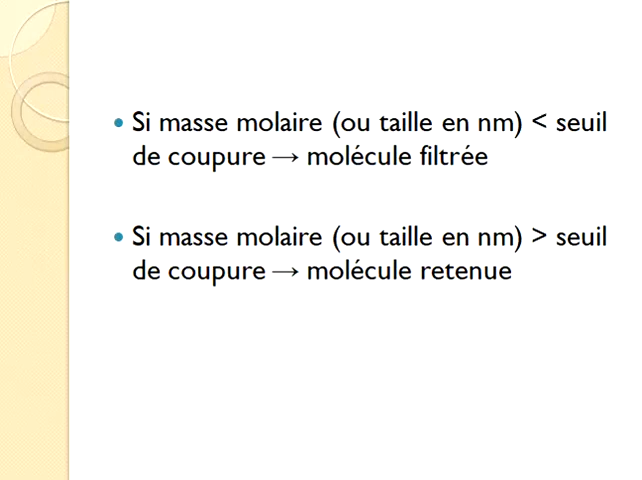 • Si masse molaire (ou taille en nm) < seuil
de coupure → molécule filtrée
• Si masse molaire (ou taille en nm) > seuil
de coupure → molécule retenue